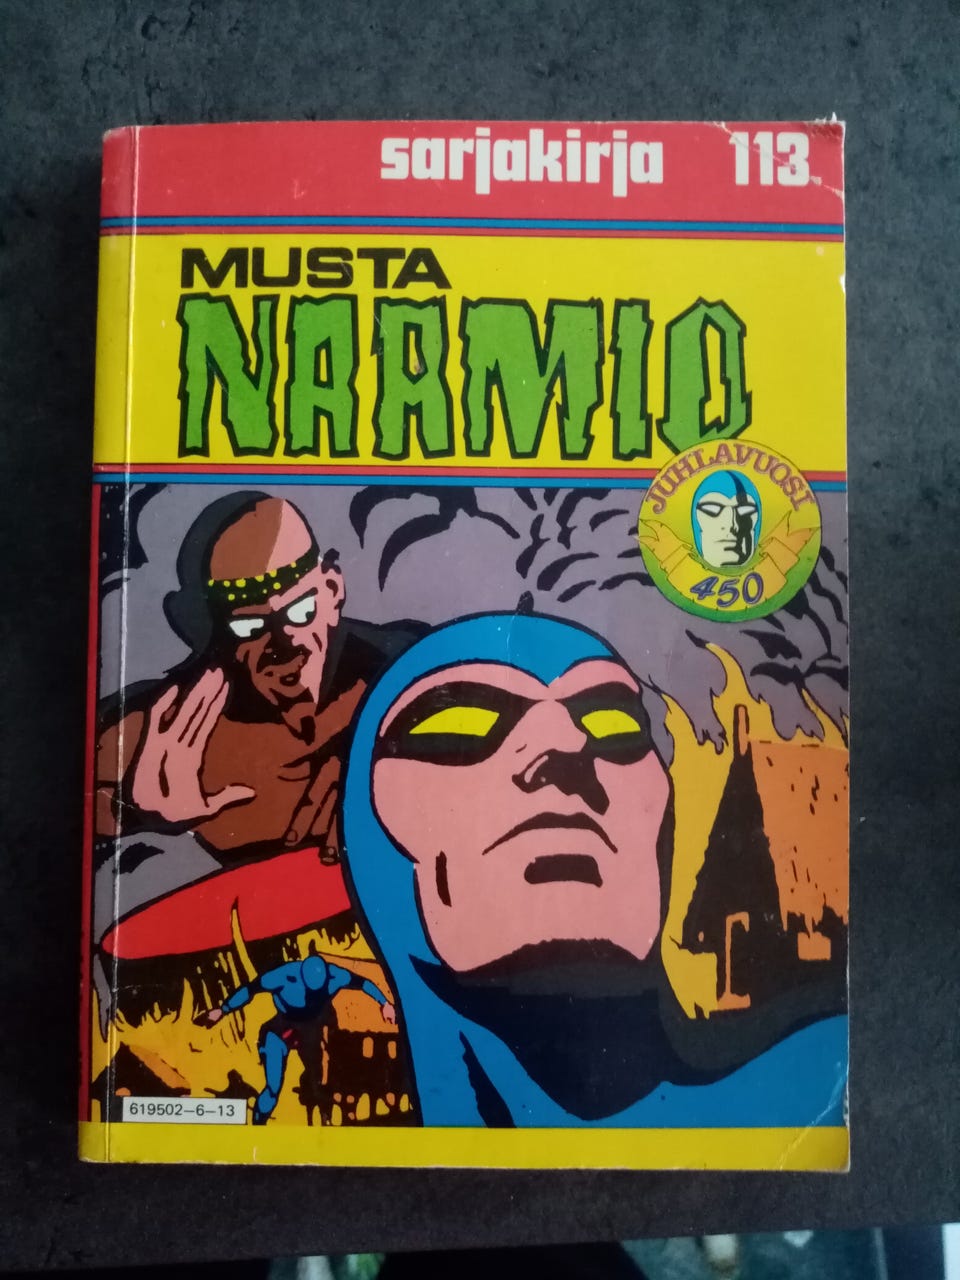 sarjakirja 113
MUSTA
NAAMIO
JUHLAVUOSI
450
619502-6-13